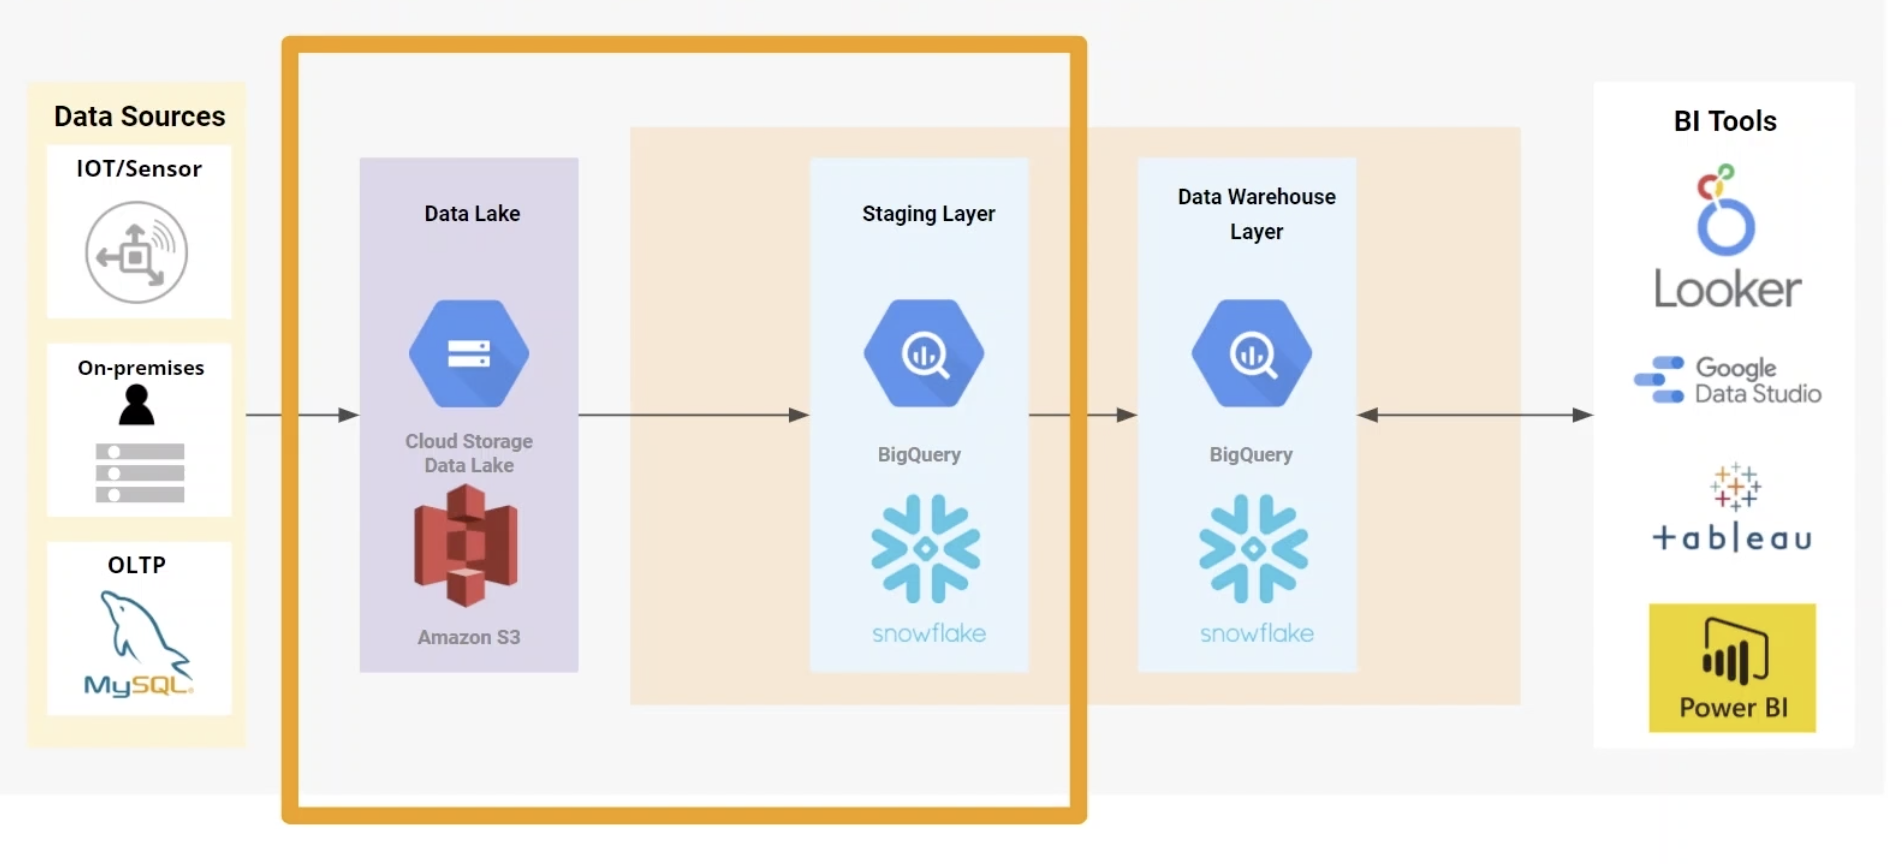 Data Sources
IOT/Sensor
On-premises
OLTP
MySQL®
Data Lake
Cloud Storage
Data Lake
Amazon S3
Staging Layer
BigQuery
snowflake
Data Warehouse
Layer
BigQuery
snowflake
BI Tools
Looker
Google
Data Studio
+ableau
Power BI